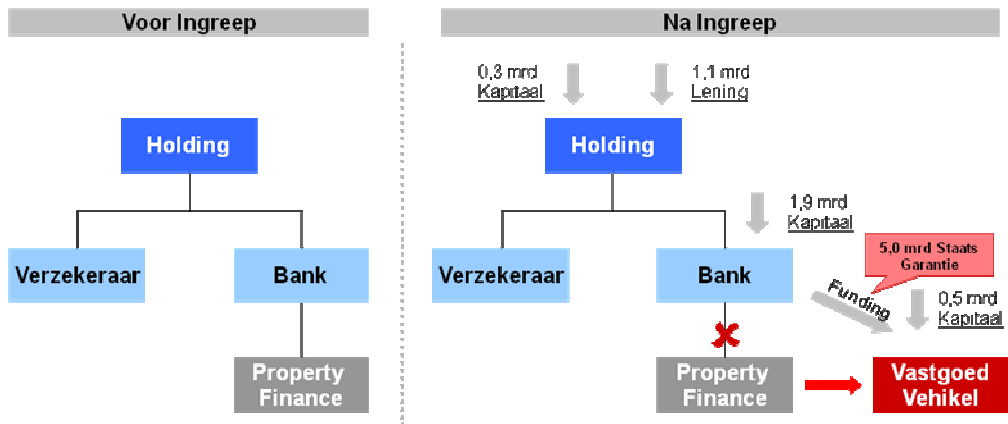 Voor Ingreep
Holding
Verzekeraar
Bank
Property
Finance
Na Ingreep
0,3 mrd
Kapitaal
1,1 mrd
Lening
Holding
1,9 mrd
Kapitaal
Verzekeraar
Bank
5,0 mrd Staats
Garantie
Funding
0,5 mrd
Kapitaal
Property
Finance
Vastgoed
Vehikel